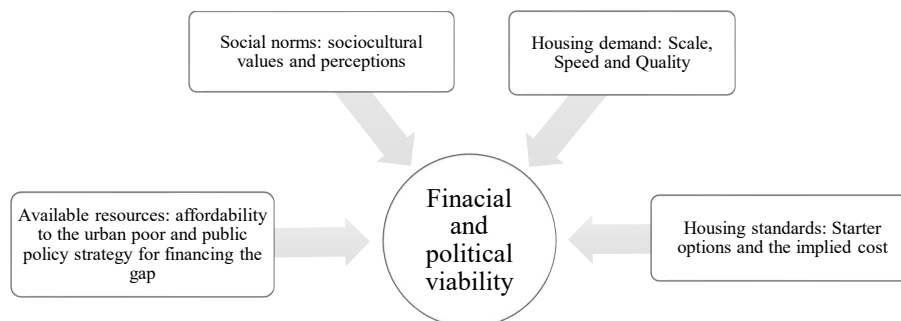 Social norms: sociocultural
values and perceptions
Housing demand: Scale,
Speed and Quality
Available resources: affordability
to the urban poor and public
policy strategy for financing the
gap
Finacial
and
political
viability
Housing standards: Starter
options and the implied cost